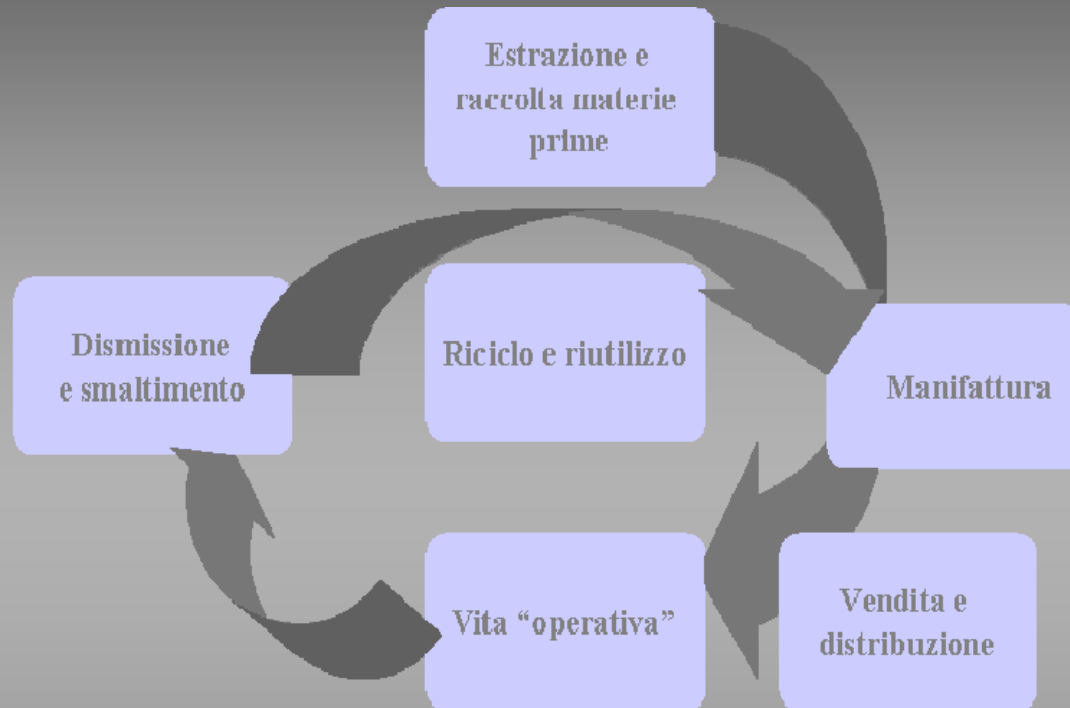 Estrazione e
raccolta materie
prime
Dismissione
e smaltimento
Riciclo e riutilizzo
Manifattura
Vita “operativa”
Vendita e
distribuzione